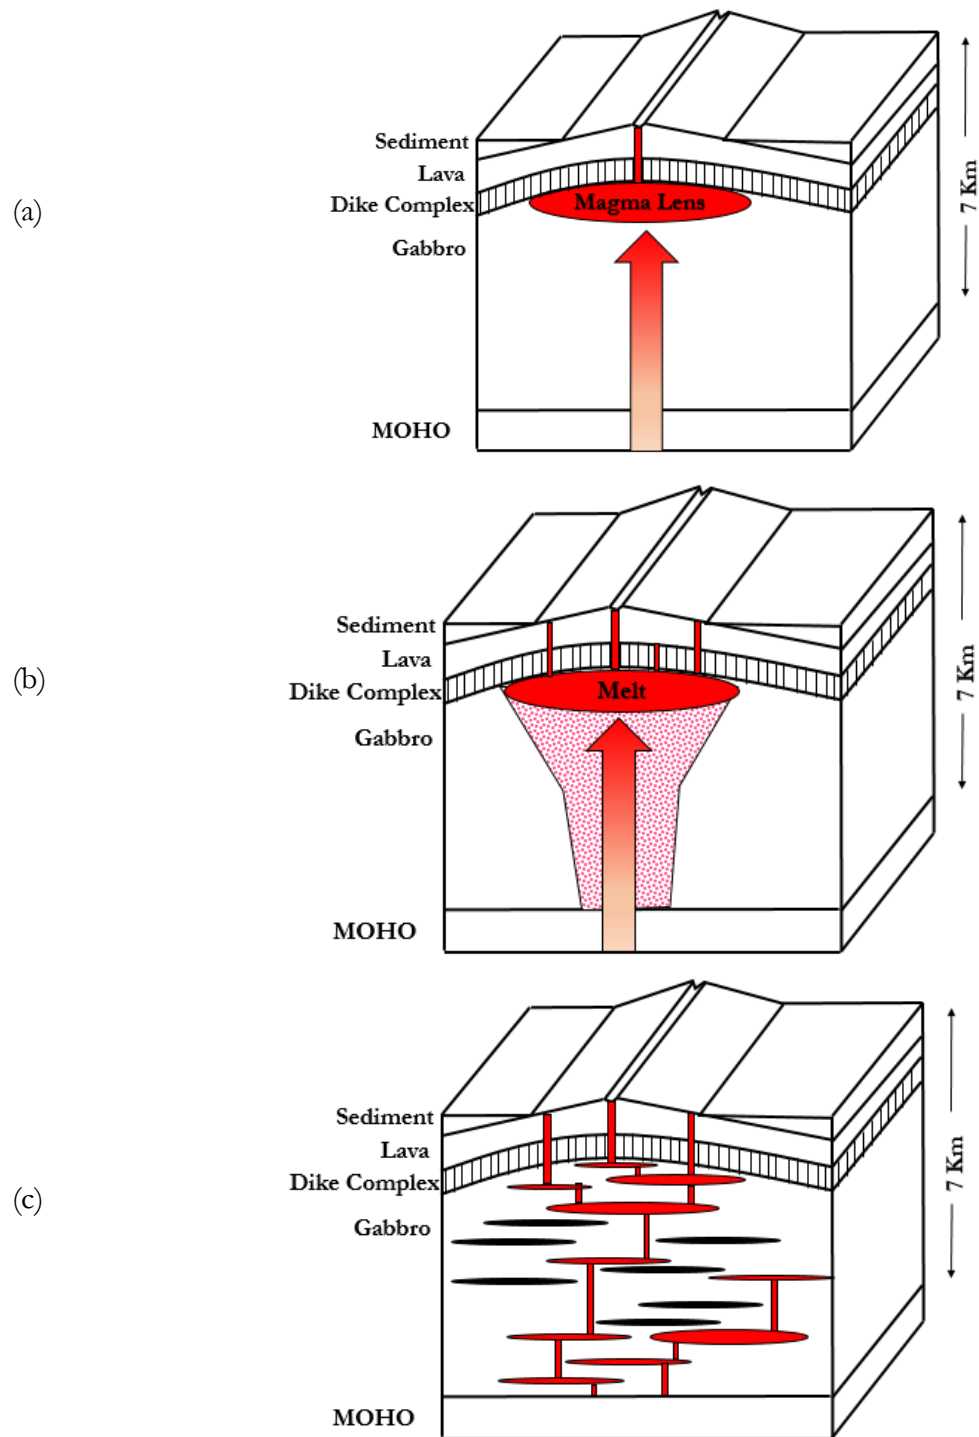 (a)
Sediment
Lava
Dike Complex
Gabbro
MOHO
Magma Lens
7 Km
(b)
Sediment
Lava
Dike Complex
Gabbro
MOHO
Melt
7 Km
(c)
Sediment
Lava
Dike Complex
Gabbro
MOHO
7 Km